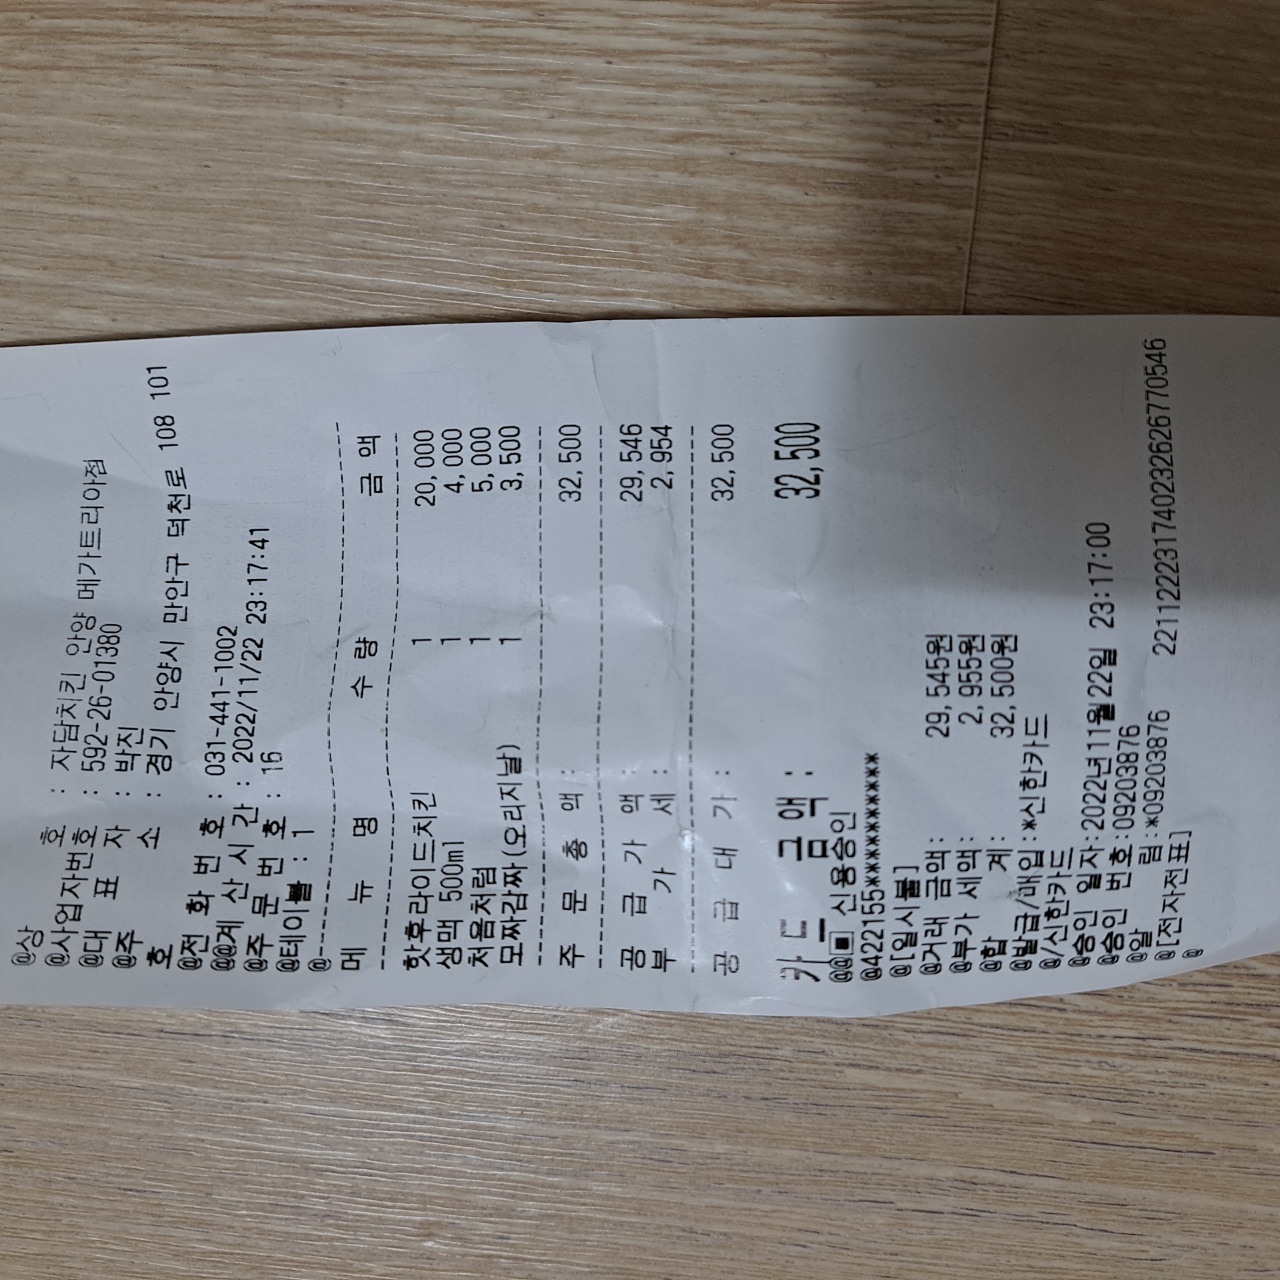 @상 호 : 자담치킨 안양 메가트리아점
@사업자번호 : 592-26-01380
@대 표 자 : 박진
@주 소 : 경기 안양시 만안구 덕천로 108 101
호
@전 화 번 호 : 031-441-1002
@@계 산 시 간 : 2022/11/22 23:17:41
@주 문 번 호 : 16
@테이블 : 1
@--------------------------------
메 뉴 명 수 량 금 액
--------------------------------
핫후라이드치킨 1 20,000
생맥 500ml 1 4,000
처음처럼 1 5,000
모짜감짜(오리지날) 1 3,500
--------------------------------
주 문 총 액 : 32,500
--------------------------------
공 급 가 액 : 29,546
부 가 세 : 2,954
--------------------------------
공 급 대 가 : 32,500
카 드 금 액 : 32,500
@@▣ 신용승인
@422155**********
@[일시불]
@거래 금액: 29,545원
@부가 세액: 2,955원
@합 계: 32,500원
@발급/매입:*신한카드
@/신한카드
@승인 일자:2022년11월22일 23:17:00
@승인 번호:09203876
@알 림:*09203876 22112223174023262677​0546
@[전자전표]
@